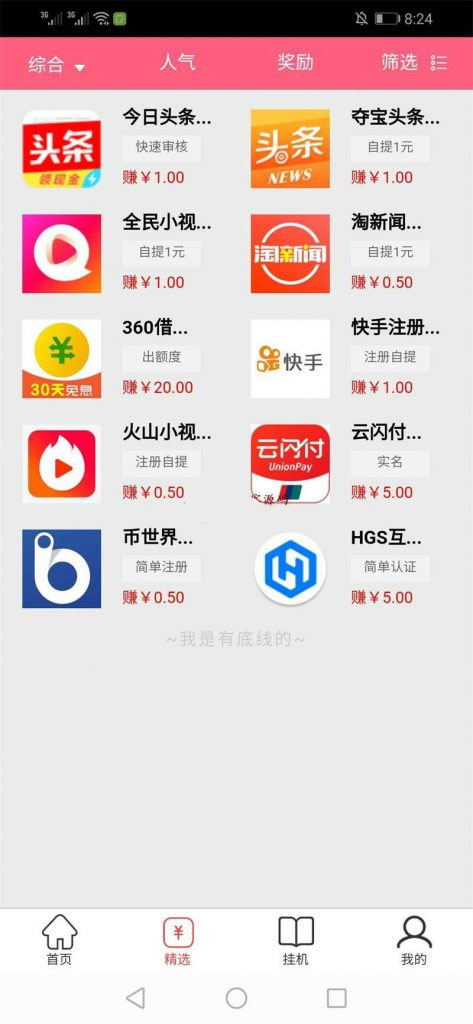 3G 3G 8:24
综合 人气 奖励 筛选
头条
领现金
今日头条...
快速审核
赚￥1.00
头条
NEWS
夺宝头条...
自提1元
赚￥1.00
全民小视...
自提1元
赚￥1.00
淘新闻
淘新闻...
自提1元
赚￥0.50
¥
30天免息
360借...
出额度
赚￥20.00
快手
快手注册...
注册自提
赚￥1.00
火山小视...
注册自提
赚￥0.50
云闪付
UnionPay
云闪付...
实名
赚￥5.00
币世界...
简单注册
赚￥0.50
HGS互...
简单认证
赚￥5.00
~我是有底线的~
首页 精选 挂机 我的